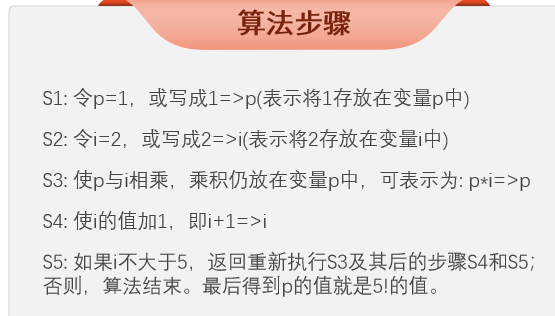 算法步骤
S1: 令p=1，或写成1=>p(表示将1存放在变量p中)
S2: 令i=2，或写成2=>i(表示将2存放在变量i中)
S3: 使p与i相乘，乘积仍放在变量p中，可表示为: p*i=>p
S4: 使i的值加1，即i+1=>i
S5: 如果i不大于5，返回重新执行S3及其后的步骤S4和S5；
否则，算法结束。最后得到p的值就是5!的值。